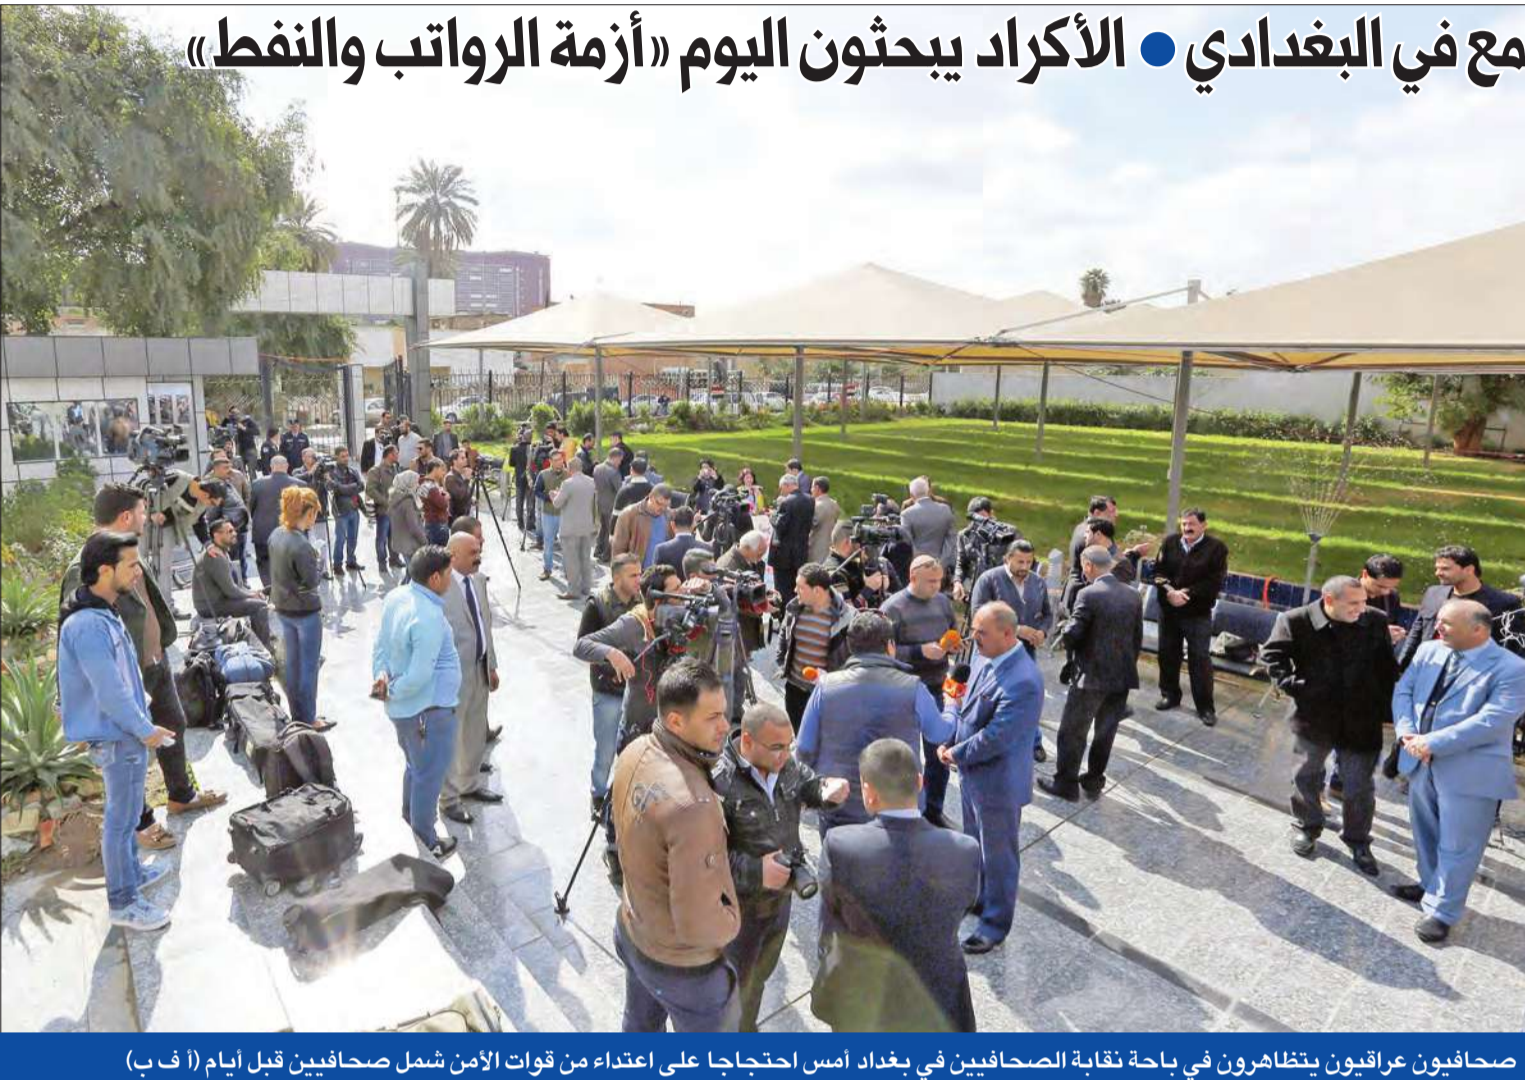 مع في البغدادي ● الأكراد يبحثون اليوم «أزمة الرواتب والنفط»
صحافيون عراقيون يتظاهرون في باحة نقابة الصحافيين في بغداد أمس احتجاجا على اعتداء من قوات الأمن شمل صحافيين قبل أيام (أ ف ب)